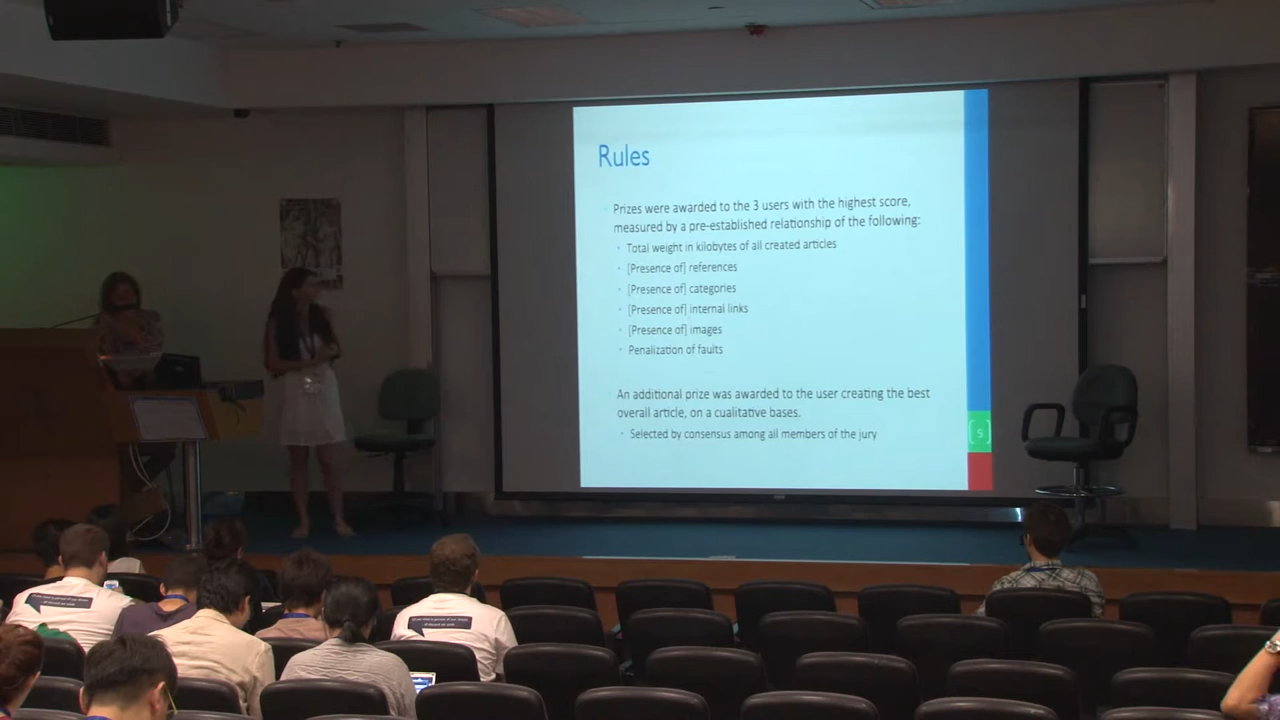 Rules
Prizes were awarded to the 3 users with the highest score,
measured by a pre-established relationship of the following:
Total weight in kilobytes of all created articles
[Presence of] references
[Presence of] categories
[Presence of] internal links
[Presence of] images
Penalization of faults
An additional prize was awarded to the user creating the best
overall article, on a cualitative bases.
Selected by consensus among all members of the jury
[5]